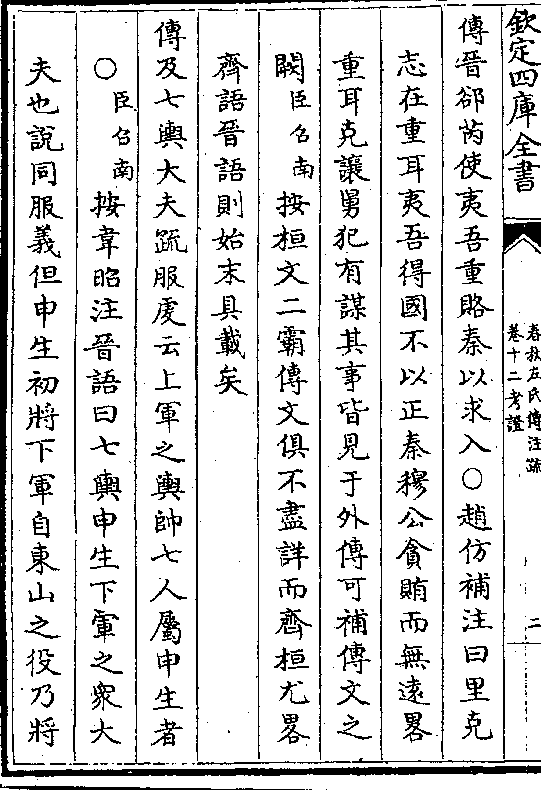 欽定四庫全書
春秋左氏傳注疏
卷十二考證
二
傳晉郤芮使夷吾重賂秦以求入○趙仿補注曰里克
志在重耳夷吾得國不以正秦穆公貪賄而無遠畧
重耳克讓舅犯有謀其事皆見于外傳可補傳文之
闕臣召南按桓文二霸傳文俱不盡詳而齊桓尤畧
齊語晉語則始末具載矣
傳及七輿大夫疏服虔云上軍之輿帥七人屬申生者
○臣召南按韋昭注晉語曰七輿申生下軍之衆大
夫也說同服義但申生初將下軍自東山之役乃將